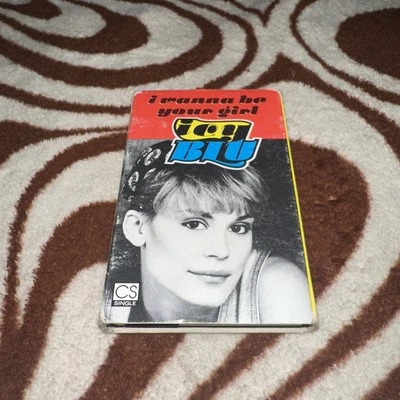 i wanna be
your girl
icy
BLU
CS
SINGLE